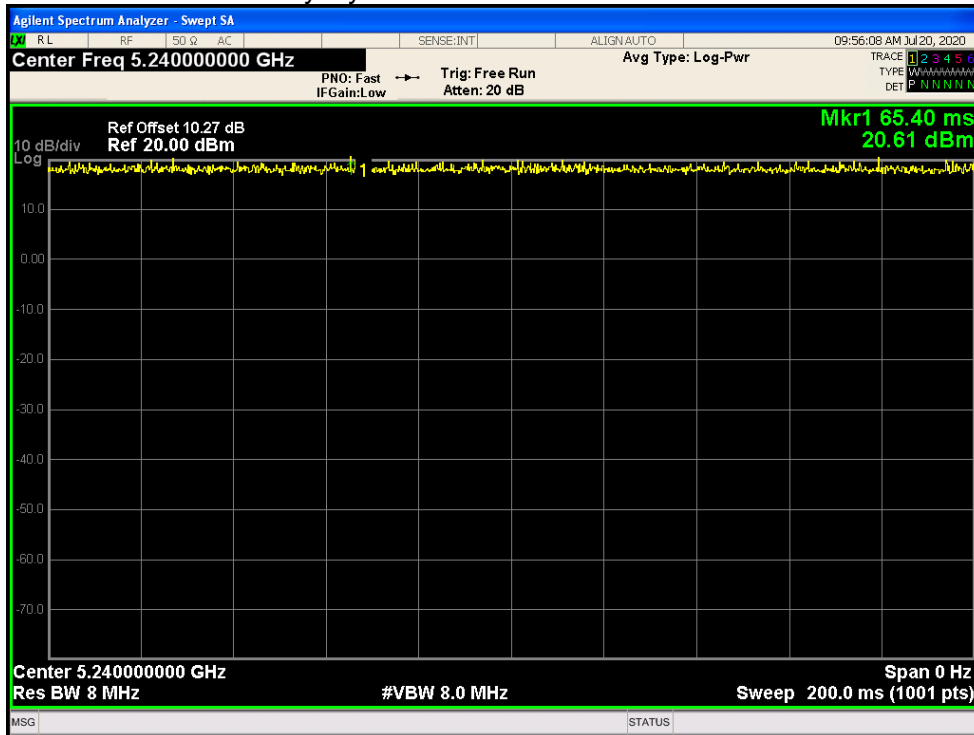 Agilent Spectrum Analyzer - Swept SA
LXI RL RF 50 Ω AC SENSE:INT ALIGN AUTO 09:56:08 AM Jul 20, 2020
Center Freq 5.240000000 GHz
PNO: Fast Trig: Free Run
IFGain:Low Atten: 20 dB
Avg Type: Log-Pwr
TRACE 1 2 3 4 5 6
TYPE WWWWWW
DET P N N N N N
Mkr1 65.40 ms
20.61 dBm
Ref Offset 10.27 dB
10 dB/div Ref 20.00 dBm
Log
1
10.0
0.00
-10.0
-20.0
-30.0
-40.0
-50.0
-60.0
-70.0
Center 5.240000000 GHz Span 0 Hz
Res BW 8 MHz #VBW 8.0 MHz Sweep 200.0 ms (1001 pts)
MSG STATUS